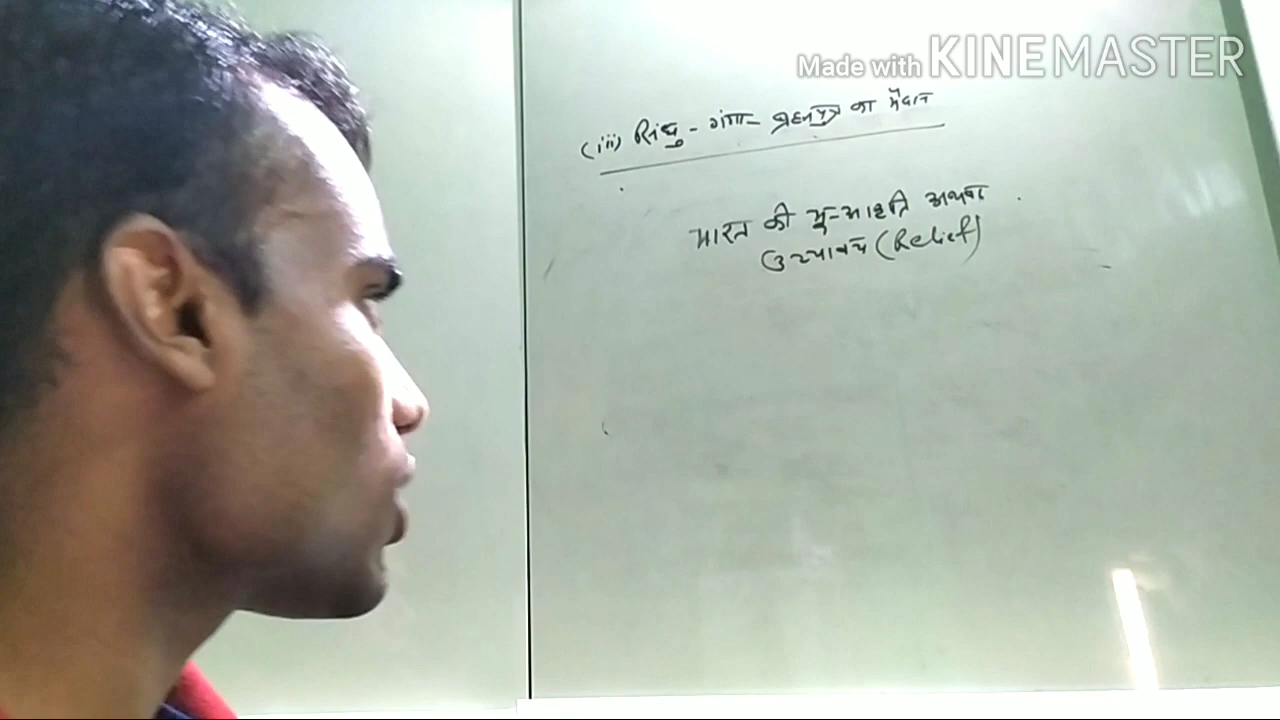 Made with KINEMASTER
(iii) सिंधु - गंगा - ब्रह्मपुत्र का मैदान
भारत की भू-आकृति अथवा
उच्चावच (Relief)